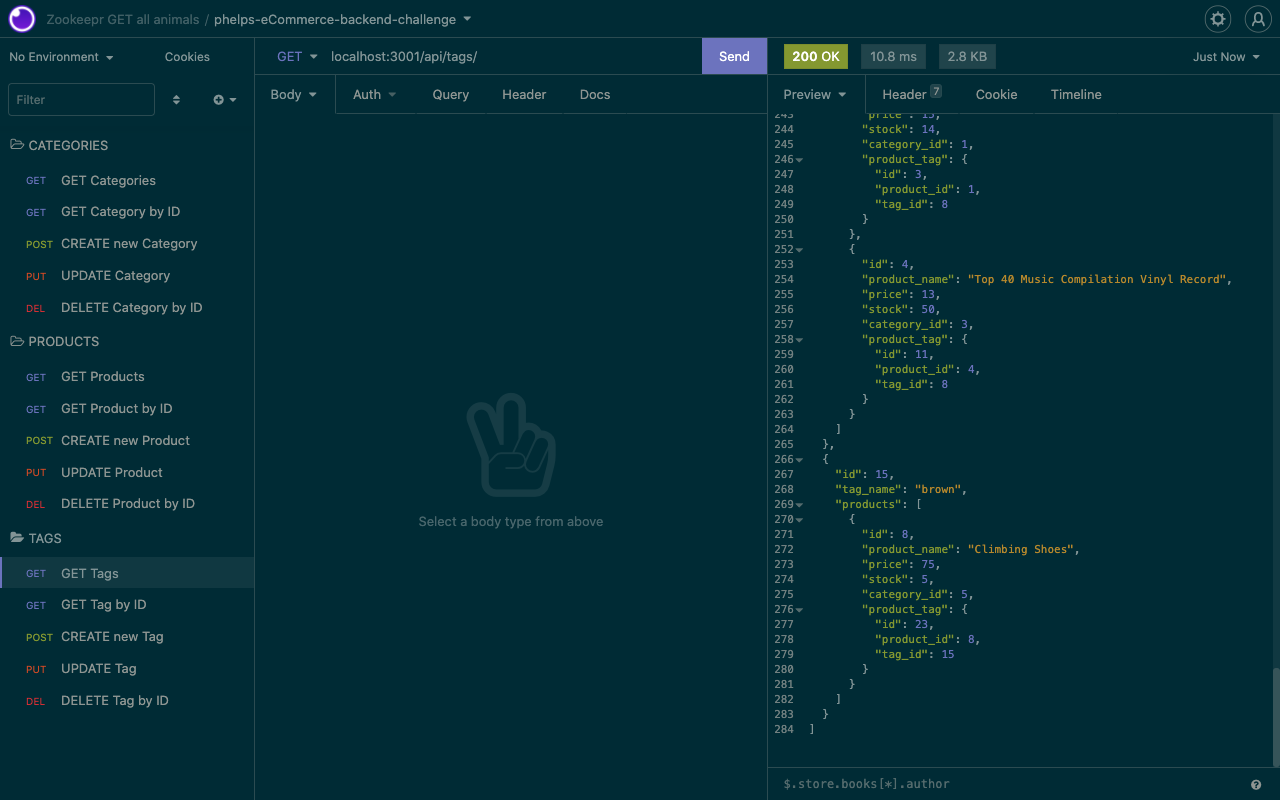 Zookeepr GET all animals / phelps-eCommerce-backend-challenge
No Environment
Cookies
Filter
CATEGORIES
GET GET Categories
GET GET Category by ID
POST CREATE new Category
PUT UPDATE Category
DEL DELETE Category by ID
PRODUCTS
GET GET Products
GET GET Product by ID
POST CREATE new Product
PUT UPDATE Product
DEL DELETE Product by ID
TAGS
GET GET Tags
GET GET Tag by ID
POST CREATE new Tag
PUT UPDATE Tag
DEL DELETE Tag by ID
GET localhost:3001/api/tags/ Send
Body Auth Query Header Docs
Select a body type from above
200 OK 10.8 ms 2.8 KB Just Now
Preview Header 7 Cookie Timeline
243 "price": 15,
244 "stock": 14,
245 "category_id": 1,
246 "product_tag": {
247 "id": 3,
248 "product_id": 1,
249 "tag_id": 8
250 }
251 },
252 {
253 "id": 4,
254 "product_name": "Top 40 Music Compilation Vinyl Record",
255 "price": 13,
256 "stock": 50,
257 "category_id": 3,
258 "product_tag": {
259 "id": 11,
260 "product_id": 4,
261 "tag_id": 8
262 }
263 }
264 ]
265 },
266 {
267 "id": 15,
268 "tag_name": "brown",
269 "products": [
270 {
271 "id": 8,
272 "product_name": "Climbing Shoes",
273 "price": 75,
274 "stock": 5,
275 "category_id": 5,
276 "product_tag": {
277 "id": 23,
278 "product_id": 8,
279 "tag_id": 15
280 }
281 }
282 ]
283 }
284 ]
$.store.books[*].author